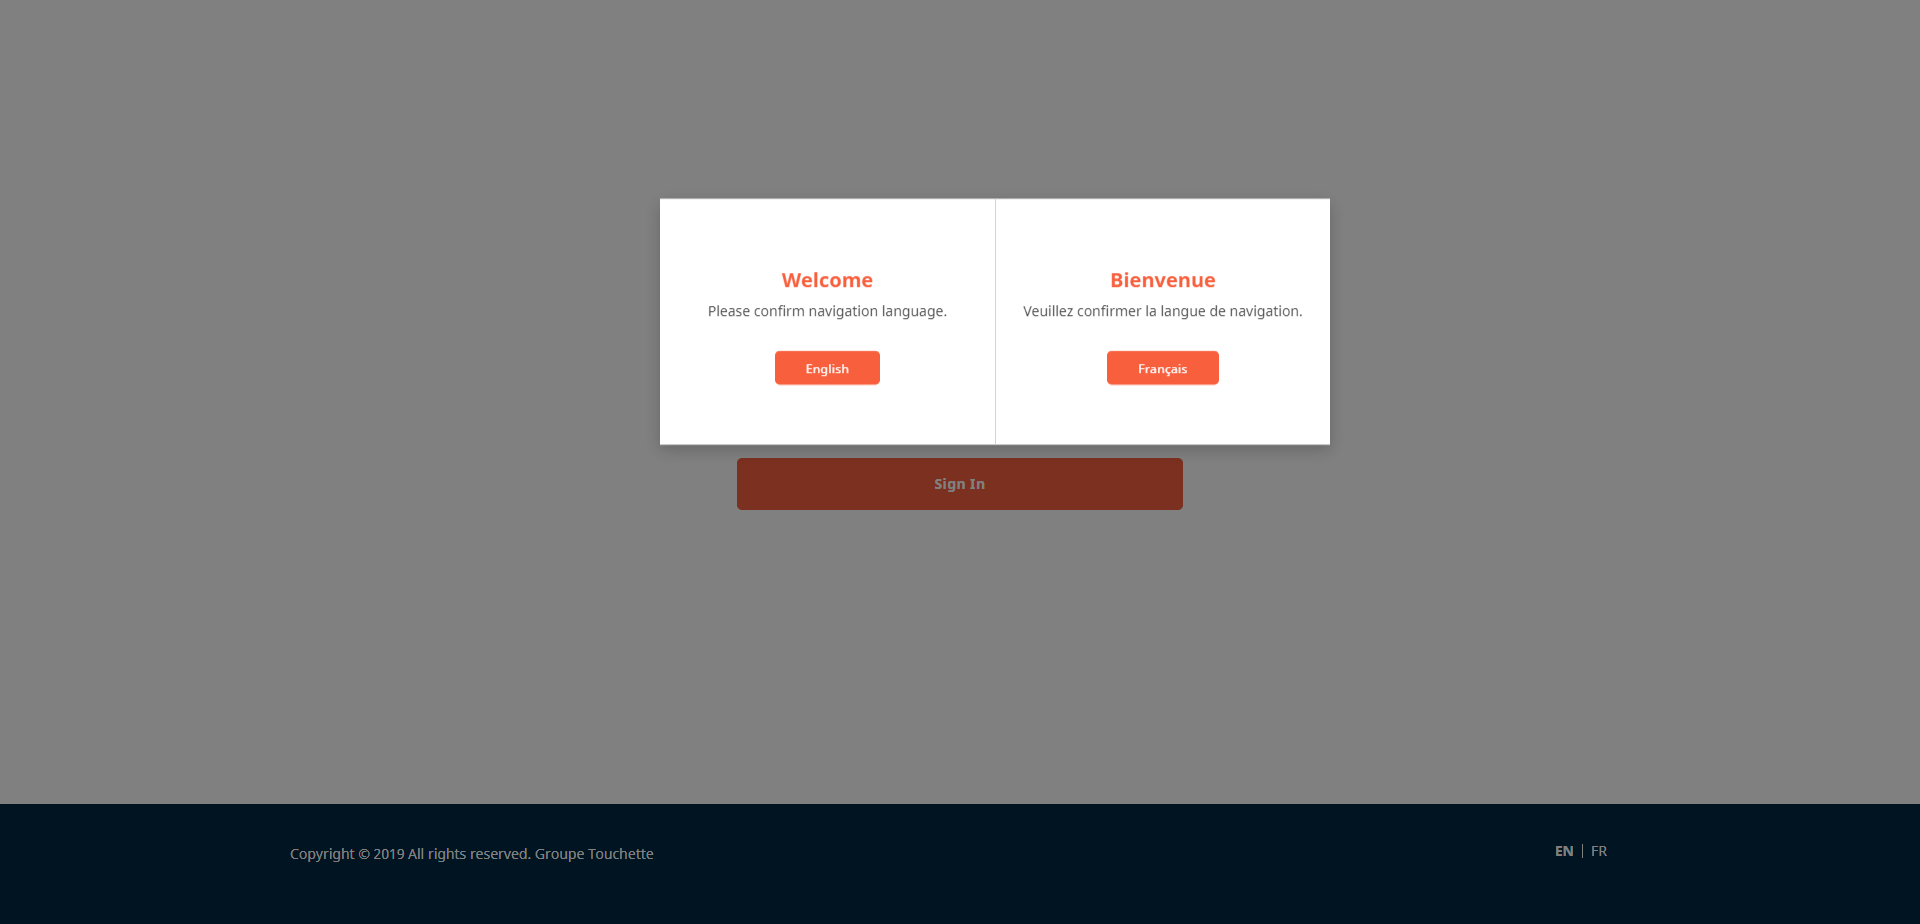 Welcome
Please confirm navigation language.
English
Bienvenue
Veuillez confirmer la langue de navigation.
Français
Sign In
Copyright © 2019 All rights reserved. Groupe Touchette
EN | FR